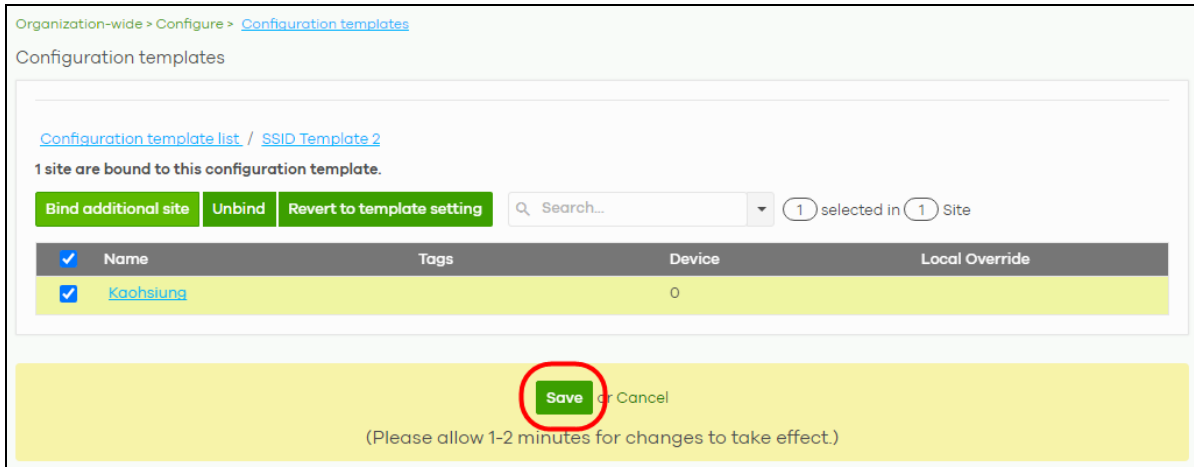 Organization-wide > Configure > Configuration templates
Configuration templates
Configuration template list / SSID Template 2
1 site are bound to this configuration template.
Bind additional site Unbind Revert to template setting Search... 1 selected in 1 Site
Name Tags Device Local Override
Kaohsiung 0
Save or Cancel
(Please allow 1-2 minutes for changes to take effect.)